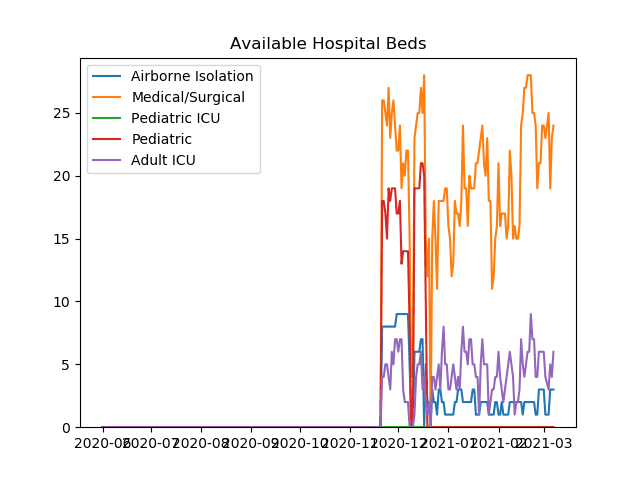 Available Hospital Beds
Airborne Isolation
Medical/Surgical
Pediatric ICU
Pediatric
Adult ICU
25
20
15
10
5
0
2020-06 2020-07 2020-08 2020-09 2020-10 2020-11 2020-12 2021-01 2021-02 2021-03